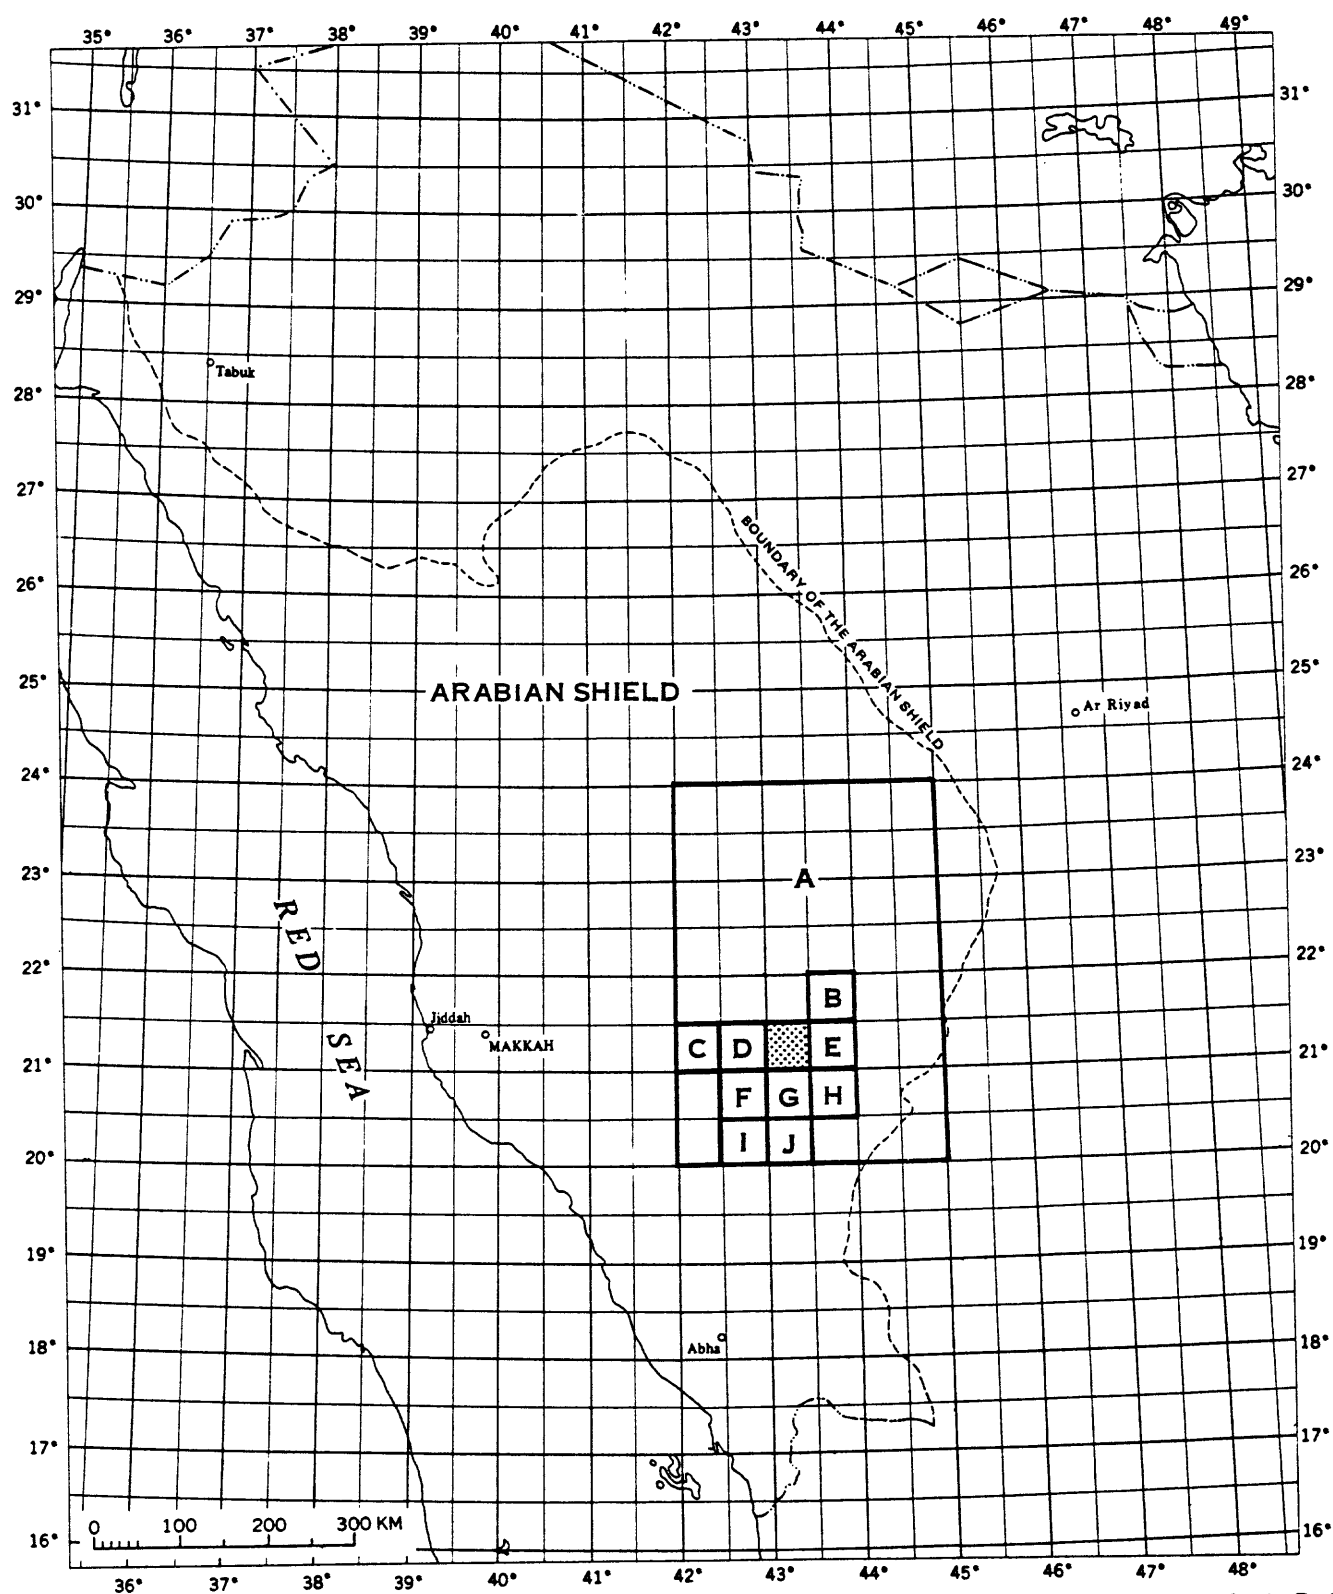 35° 36° 37° 38° 39° 40° 41° 42° 43° 44° 45° 46° 47° 48° 49°
31° 31°
30° 30°
29° 29°
Tabuk
28° 28°
27° 27°
BOUNDARY OF THE ARABIAN SHIELD
26° 26°
25° ARABIAN SHIELD 25°
Ar Riyad
24° 24°
23° A 23°
RED
22° 22°
B
Jiddah
SEA
MAKKAH
C D E
21° 21°
F G H
I J
20° 20°
19° 19°
Abha
18° 18°
17° 17°
0 100 200 300 KM
16° 16°
36° 37° 38° 39° 40° 41° 42° 43° 44° 45° 46° 47° 48°